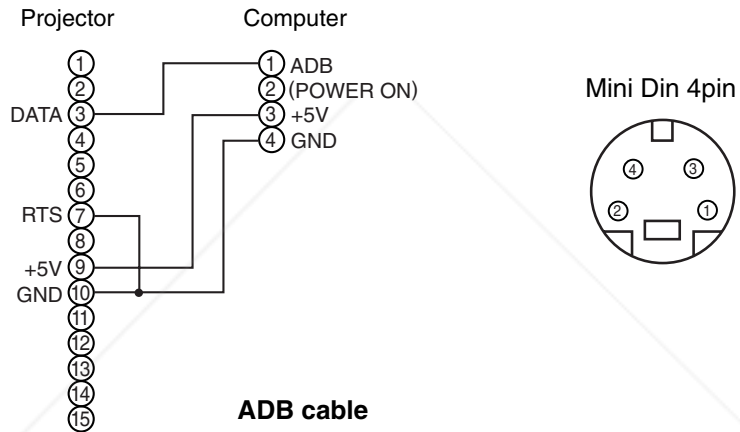 Projector
Computer
1
2
DATA 3
4
5
6
RTS 7
8
+5V 9
GND 10
11
12
13
14
15
1 ADB
2 (POWER ON)
3 +5V
4 GND
ADB cable
Mini Din 4pin
4 3
2 1